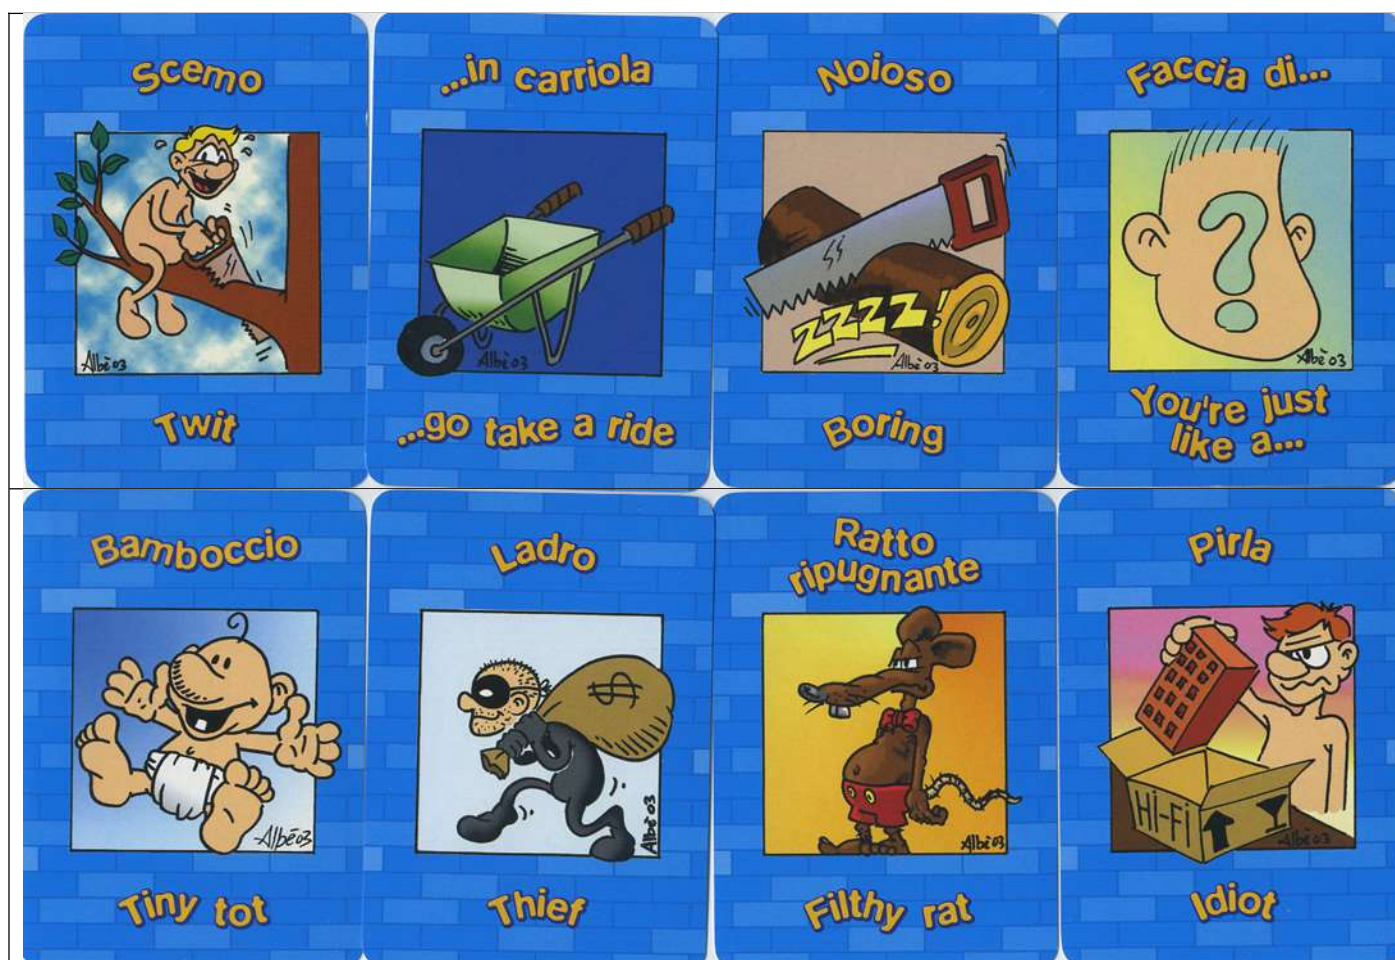 Scemo
Albè 03
Twit
...in carriola
Albè 03
...go take a ride
Noioso
ZZZZ!
Albè 03
Boring
Faccia di...
Albè 03
You're just
like a...
Bamboccio
Albè 03
Tiny tot
Ladro
$
Albè 03
Thief
Ratto
ripugnante
Albè 03
Filthy rat
Pirla
Hi-Fi
Albè 03
Idiot